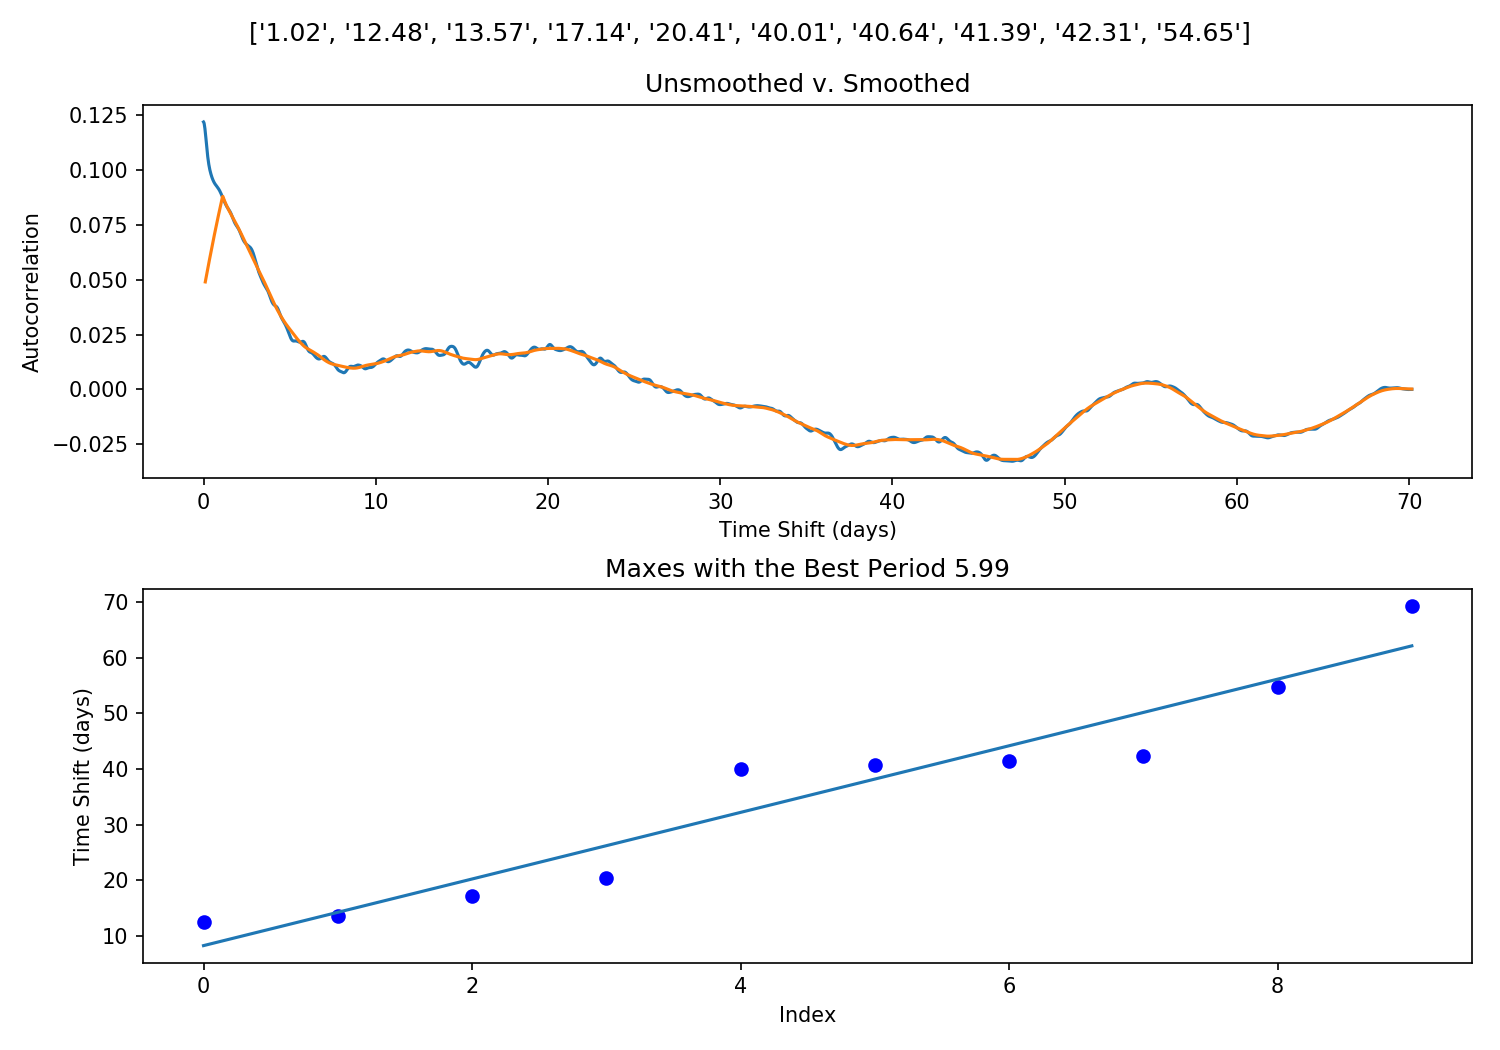 ['1.02', '12.48', '13.57', '17.14', '20.41', '40.01', '40.64', '41.39', '42.31', '54.65']
Unsmoothed v. Smoothed
0.125
0.100
0.075
0.050
0.025
0.000
−0.025
Autocorrelation
0 10 20 30 40 50 60 70
Time Shift (days)
Maxes with the Best Period 5.99
70
60
50
40
30
20
10
Time Shift (days)
0 2 4 6 8
Index